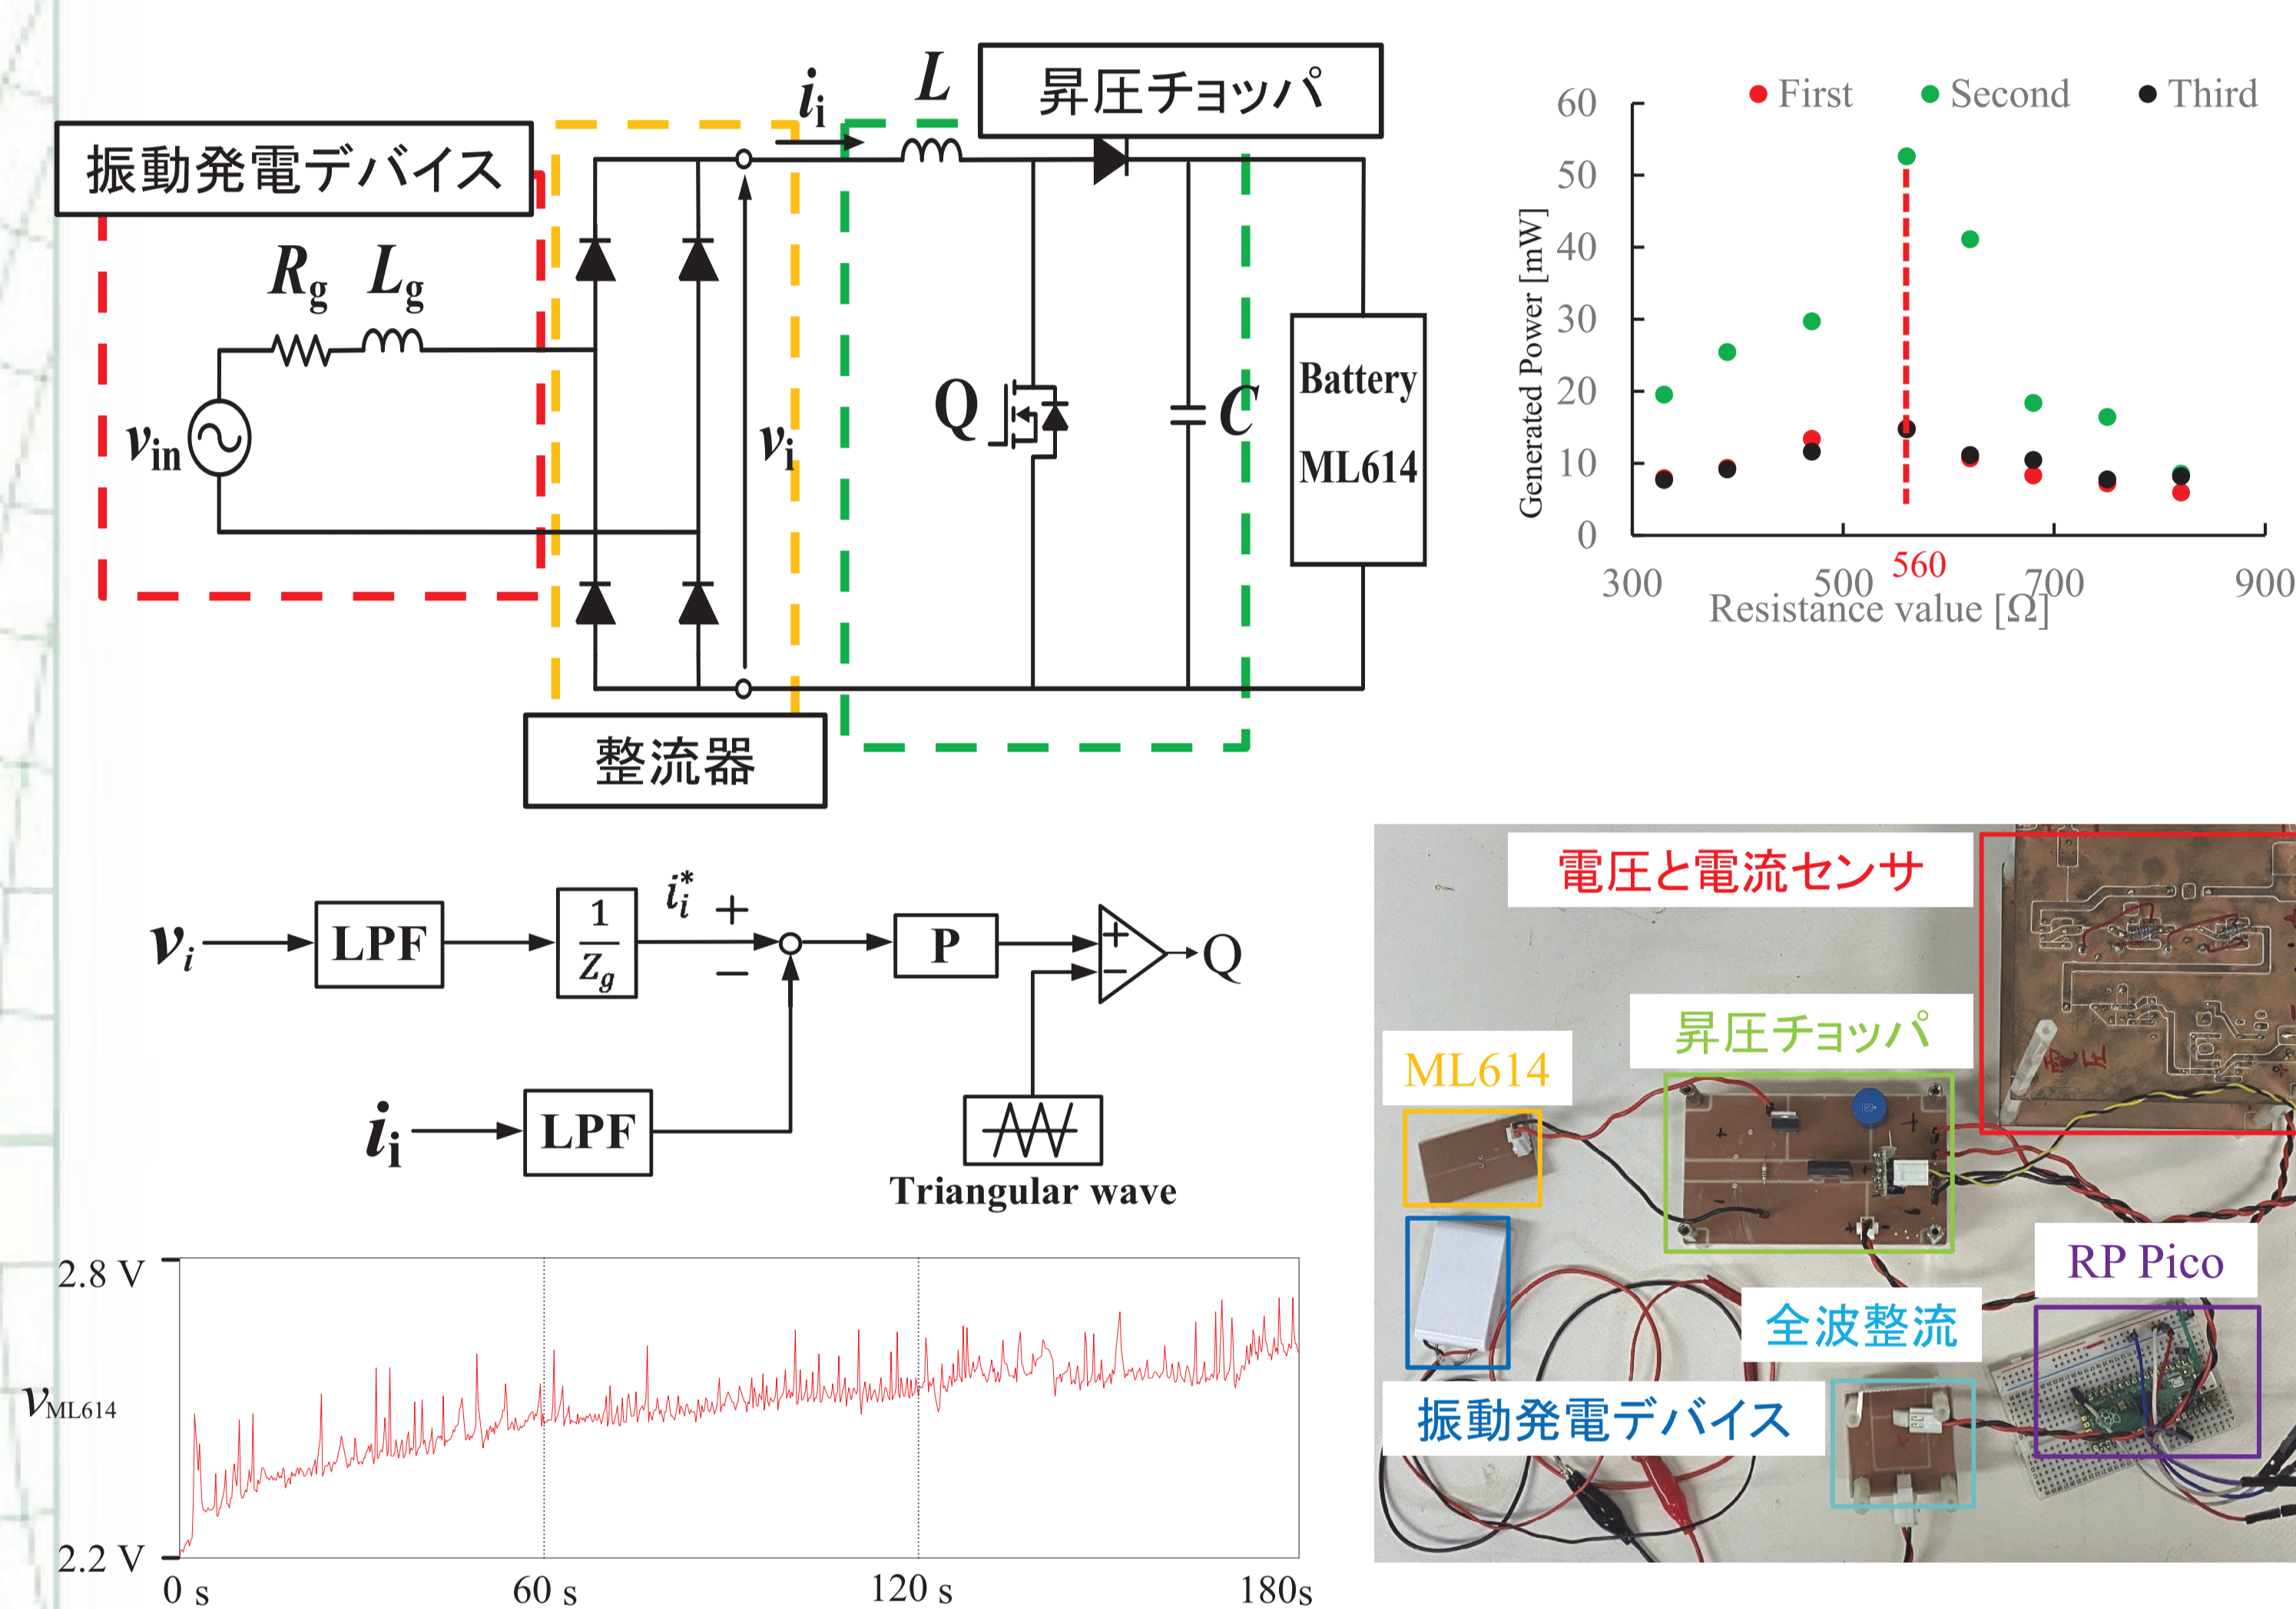 振動発電デバイス
昇圧チョッパ
整流器
i_i
L
R_g
L_g
v_in
v_i
Q
C
Battery
ML614
First
Second
Third
Generated Power [mW]
60
50
40
30
20
10
0
300
500
560
700
900
Resistance value [Ω]
v_i
LPF
1
Z_g
i_i^*
+
−
P
+
−
Q
i_i
LPF
Triangular wave
2.8 V
v_ML614
2.2 V
0 s
60 s
120 s
180s
電圧と電流センサ
昇圧チョッパ
ML614
電圧
RP Pico
全波整流
振動発電デバイス